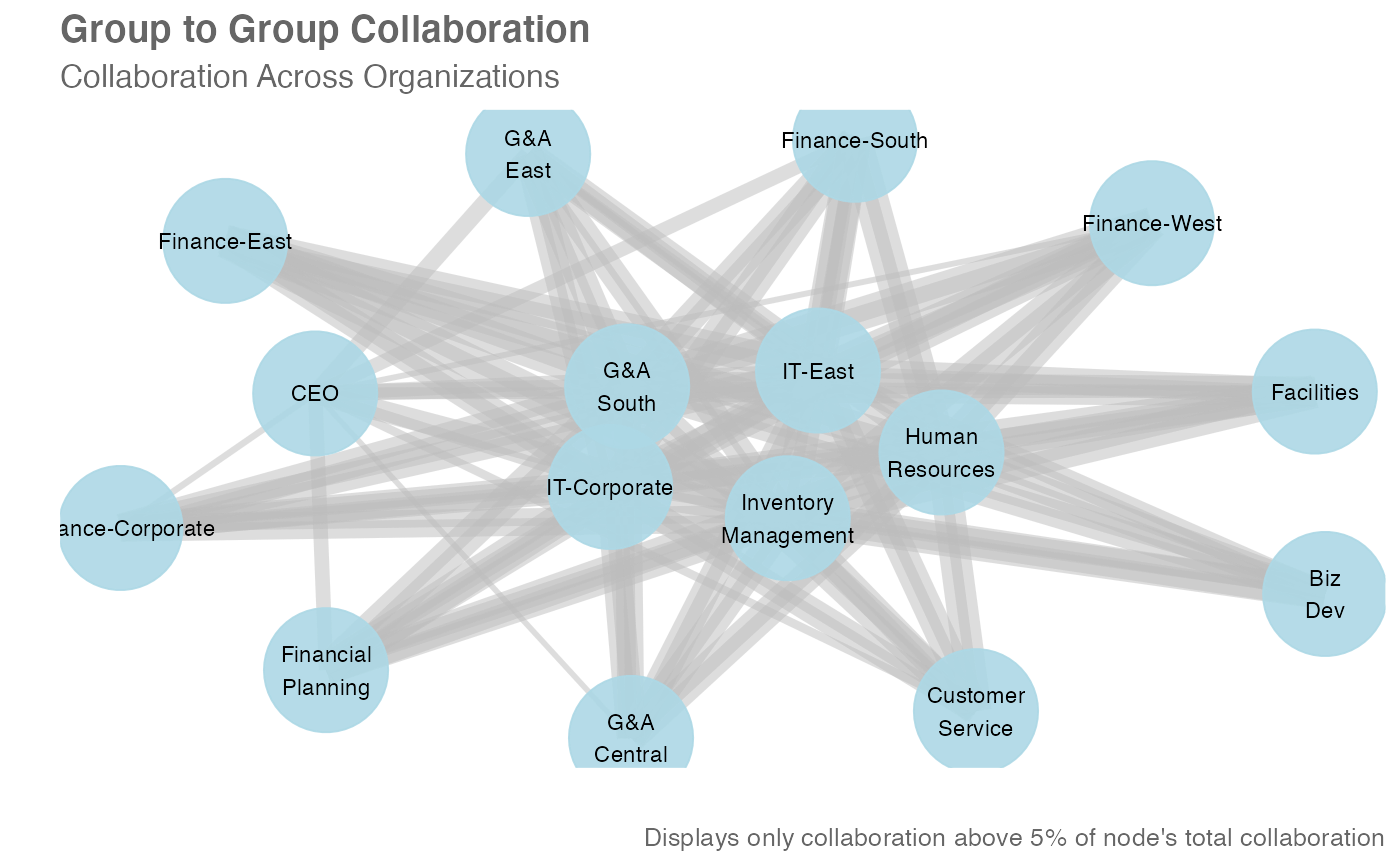 Group to Group Collaboration
Collaboration Across Organizations
G&A
East
Finance-South
Finance-West
Finance-East
G&A
South
IT-East
CEO
Facilities
Human
Resources
IT-Corporate
Inventory
Management
ance-Corporate
Biz
Dev
Financial
Planning
Customer
Service
G&A
Central
Displays only collaboration above 5% of node's total collaboration